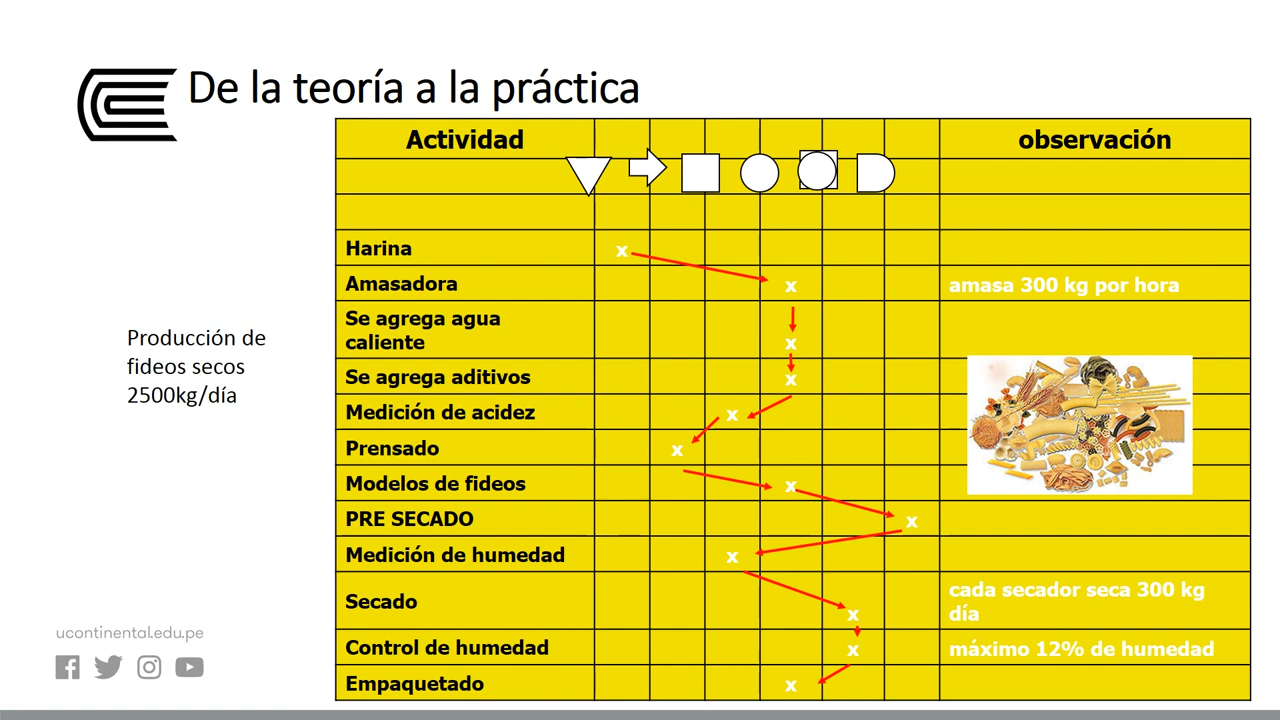 De la teoría a la práctica
Actividad observación
Harina x
Amasadora x amasa 300 kg por hora
Se agrega agua
caliente x
Se agrega aditivos x
Medición de acidez x
Prensado x
Modelos de fideos x
PRE SECADO x
Medición de humedad x
Secado x cada secador seca 300 kg
día
Control de humedad x máximo 12% de humedad
Empaquetado x
Producción de
fideos secos
2500kg/día
ucontinental.edu.pe